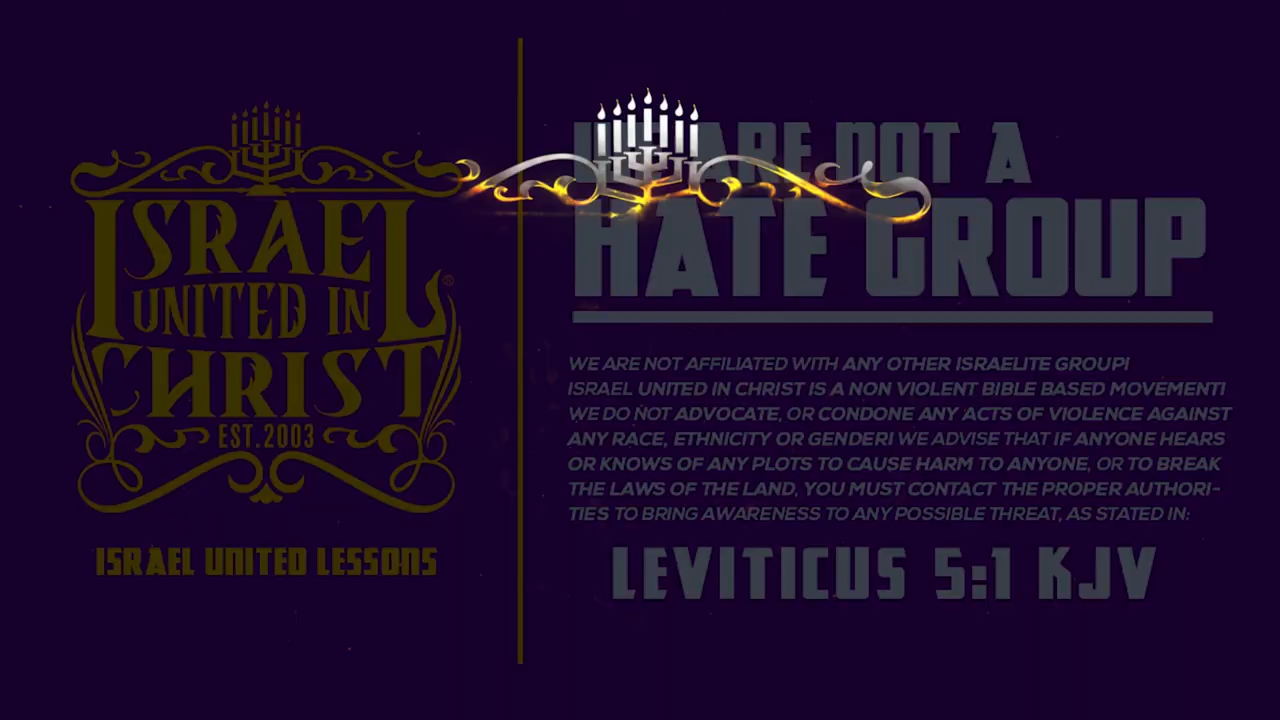 ISRAEL
UNITED IN
CHRIST
EST.2003
ISRAEL UNITED LESSONS
ARE NOT A
HATE GROUP
WE ARE NOT AFFILIATED WITH ANY OTHER ISRAELITE GROUP!
ISRAEL UNITED IN CHRIST IS A NON VIOLENT BIBLE BASED MOVEMENT!
WE DO NOT ADVOCATE, OR CONDONE ANY ACTS OF VIOLENCE AGAINST
ANY RACE, ETHNICITY OR GENDER! WE ADVISE THAT IF ANYONE HEARS
OR KNOWS OF ANY PLOTS TO CAUSE HARM TO ANYONE, OR TO BREAK
THE LAWS OF THE LAND, YOU MUST CONTACT THE PROPER AUTHORI-
TIES TO BRING AWARENESS TO ANY POSSIBLE THREAT, AS STATED IN:
LEVITICUS 5:1 KJV